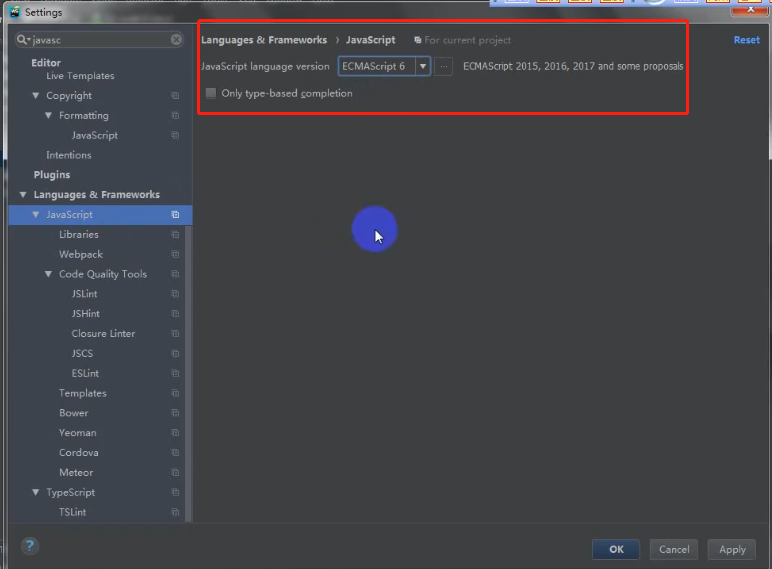 Settings
javasc
Editor
Live Templates
Copyright
Formatting
JavaScript
Intentions
Plugins
Languages & Frameworks
JavaScript
Libraries
Webpack
Code Quality Tools
JSLint
JSHint
Closure Linter
JSCS
ESLint
Templates
Bower
Yeoman
Cordova
Meteor
TypeScript
TSLint
Languages & Frameworks › JavaScript For current project Reset
JavaScript language version ECMAScript 6 ... ECMAScript 2015, 2016, 2017 and some proposals
Only type-based completion
? OK Cancel Apply